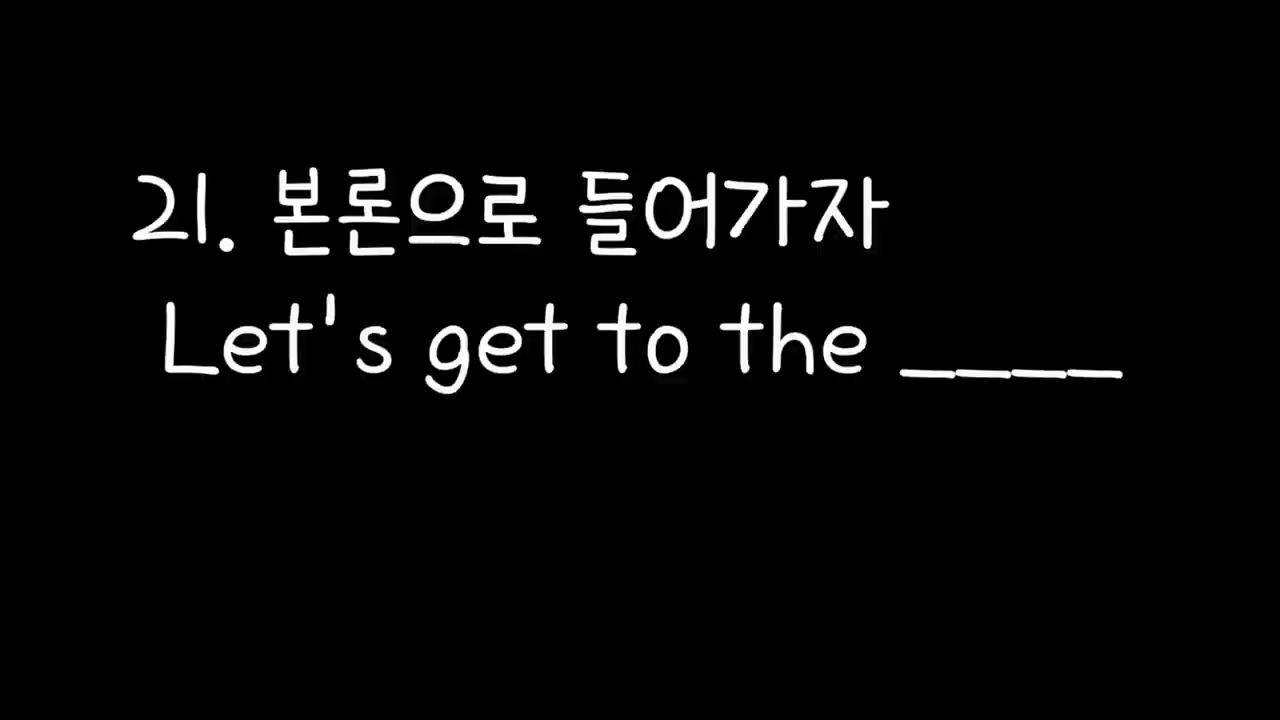 21. 본론으로 들어가자
Let's get to the ____